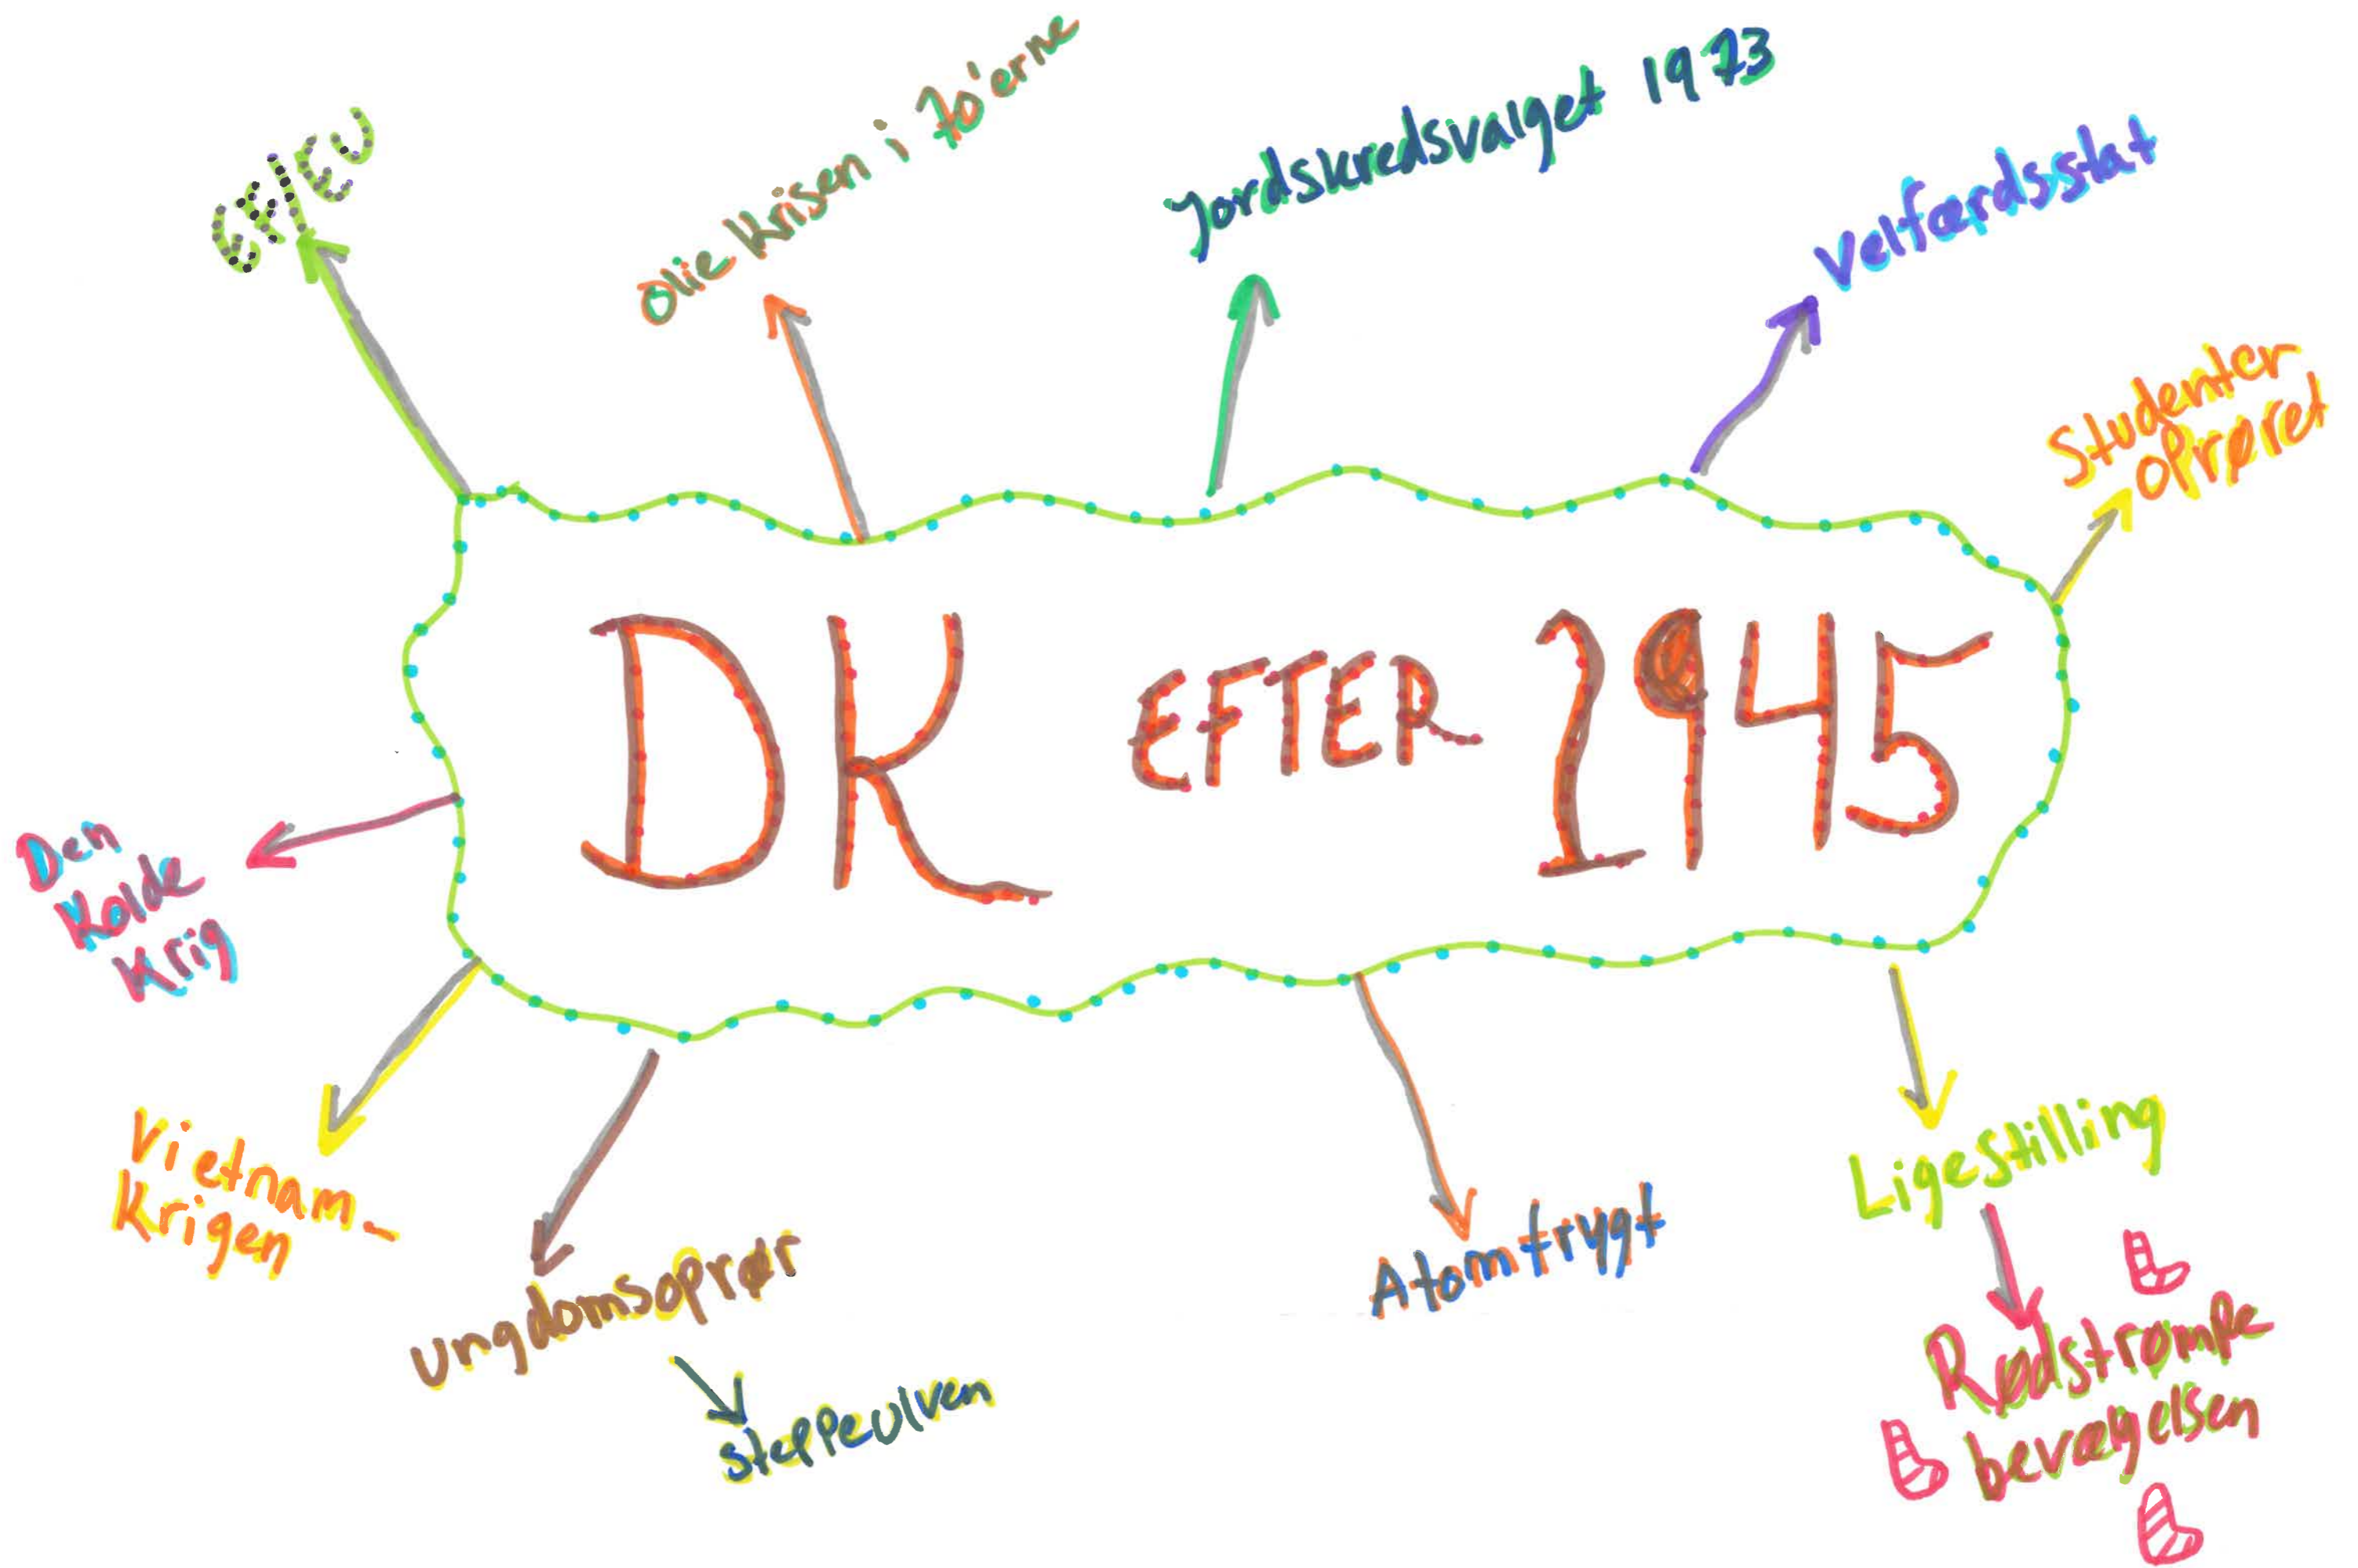 EF/EU
Olie Krisen i 70'erne
Jordskredsvalget 1973
Velfærdsstat
Studenter
oprøret
DK EFTER 1945
Den
Kolde
Krig
Vietnam-
Krigen
Ungdomsoprør
Steppeulven
Atomfrygt
Ligestilling
Rødstrømpe
bevægelsen